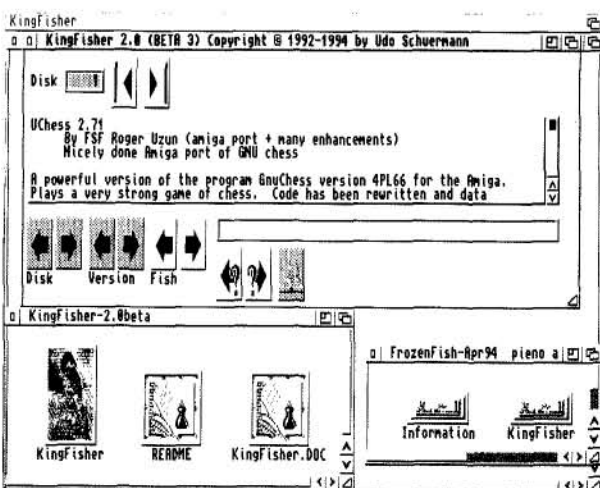 KingFisher
KingFisher 2.0 (BETA 3) Copyright © 1992-1994 by Udo Schuermann
Disk
UChess 2.71
By FSF Roger Uzun (amiga port + many enhancements)
Nicely done Amiga port of GNU chess
A powerful version of the program GnuChess version 4PL66 for the Amiga.
Plays a very strong game of chess. Code has been rewritten and data
Disk Version Fish
KingFisher-2.0beta
KingFisher README KingFisher.DOC
FrozenFish-Apr94 pieno a
Information KingFisher